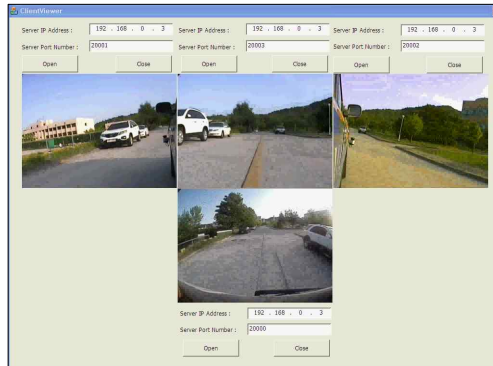 ClientViewer
Server IP Address : 192 . 168 . 0 . 3 Server IP Address : 192 . 168 . 0 . 3 Server IP Address : 192 . 168 . 0 . 3
Server Port Number : 20001 Server Port Number : 20003 Server Port Number : 20002
Open Close Open Close Open Close
Server IP Address : 192 . 168 . 0 . 3
Server Port Number : 20000
Open Close